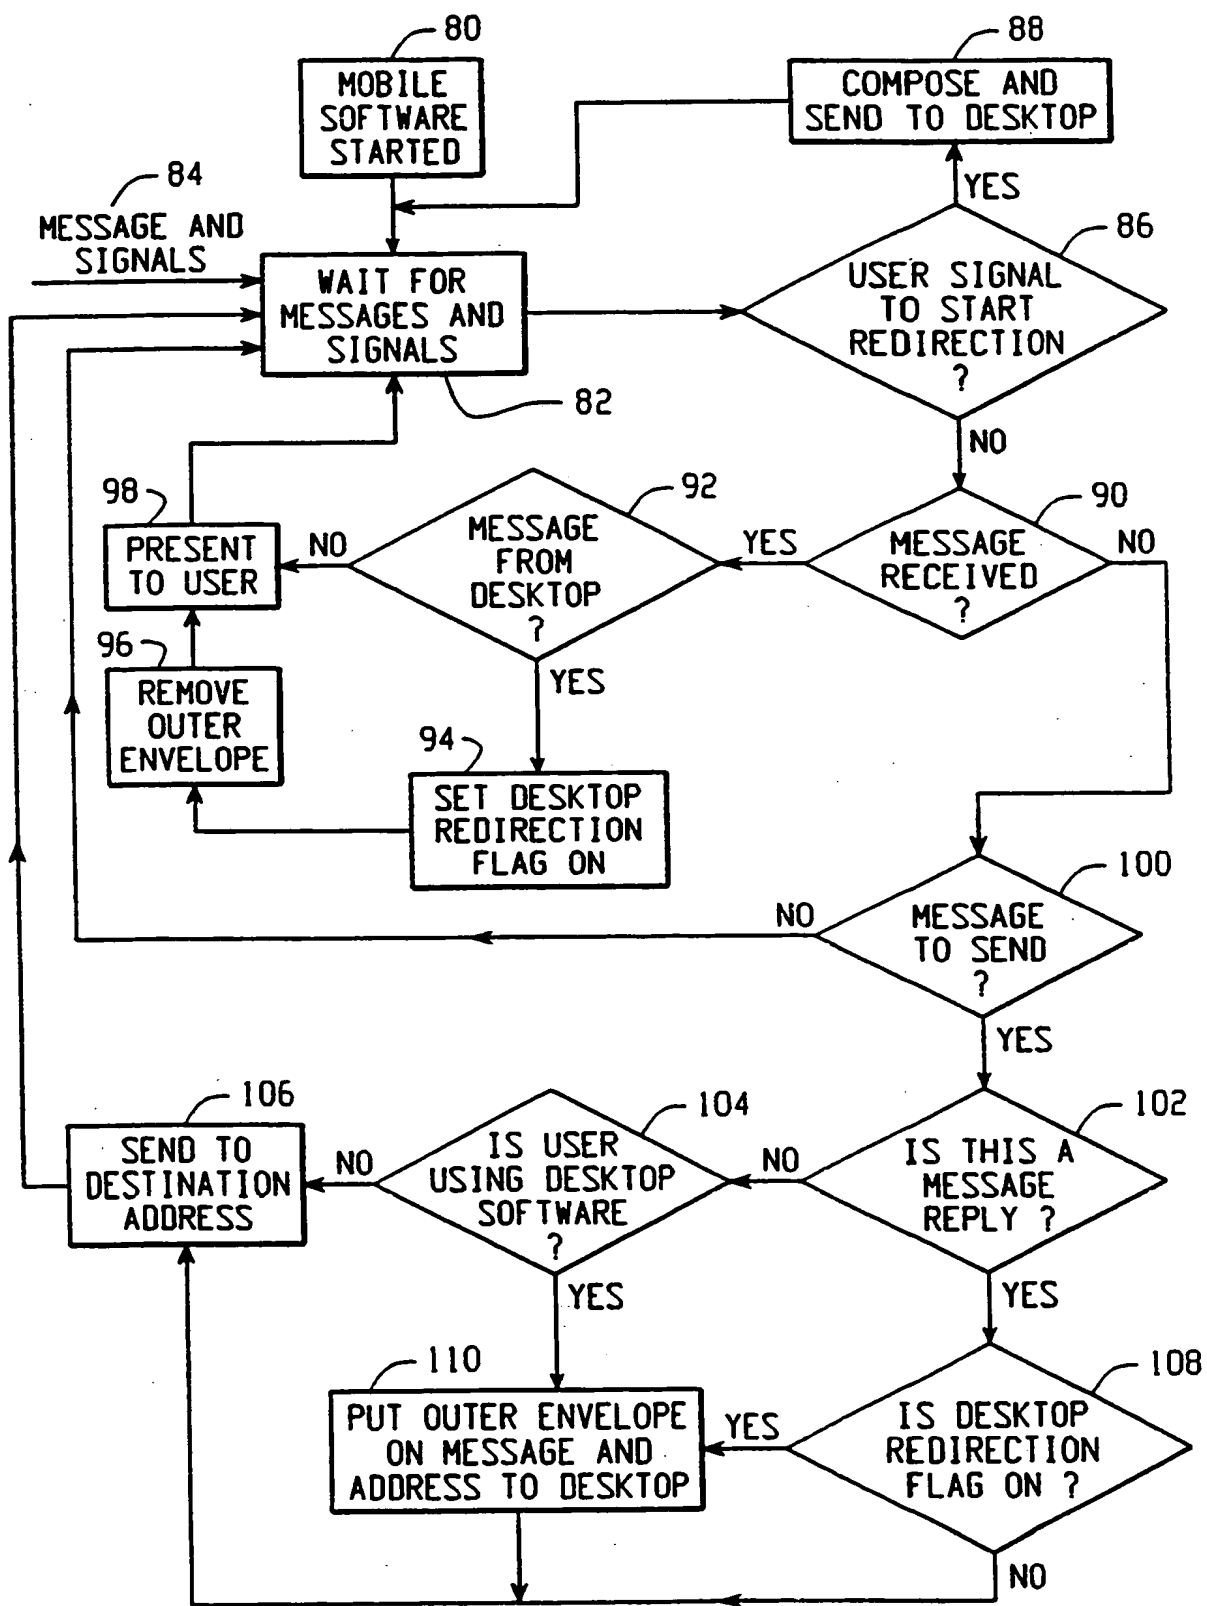 80
MOBILE
SOFTWARE
STARTED
88
COMPOSE AND
SEND TO DESKTOP
YES
84
MESSAGE AND
SIGNALS
WAIT FOR
MESSAGES AND
SIGNALS
82
86
USER SIGNAL
TO START
REDIRECTION
?
NO
98
PRESENT
TO USER
NO
92
MESSAGE
FROM
DESKTOP
?
YES
90
MESSAGE
RECEIVED
?
NO
YES
96
REMOVE
OUTER
ENVELOPE
94
SET DESKTOP
REDIRECTION
FLAG ON
100
MESSAGE
TO SEND
?
NO
YES
106
SEND TO
DESTINATION
ADDRESS
NO
104
IS USER
USING DESKTOP
SOFTWARE
?
NO
102
IS THIS A
MESSAGE
REPLY ?
YES
YES
110
PUT OUTER ENVELOPE
ON MESSAGE AND
ADDRESS TO DESKTOP
YES
108
IS DESKTOP
REDIRECTION
FLAG ON ?
NO